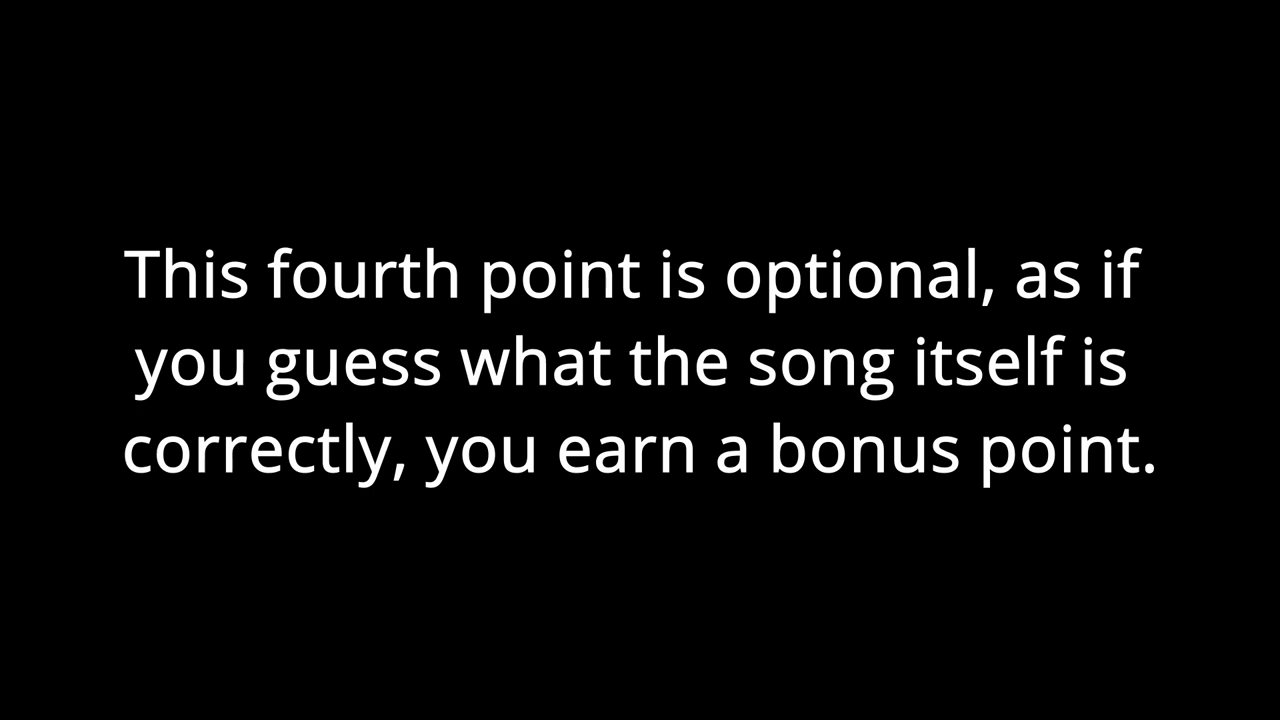 This fourth point is optional, as if
you guess what the song itself is
correctly, you earn a bonus point.